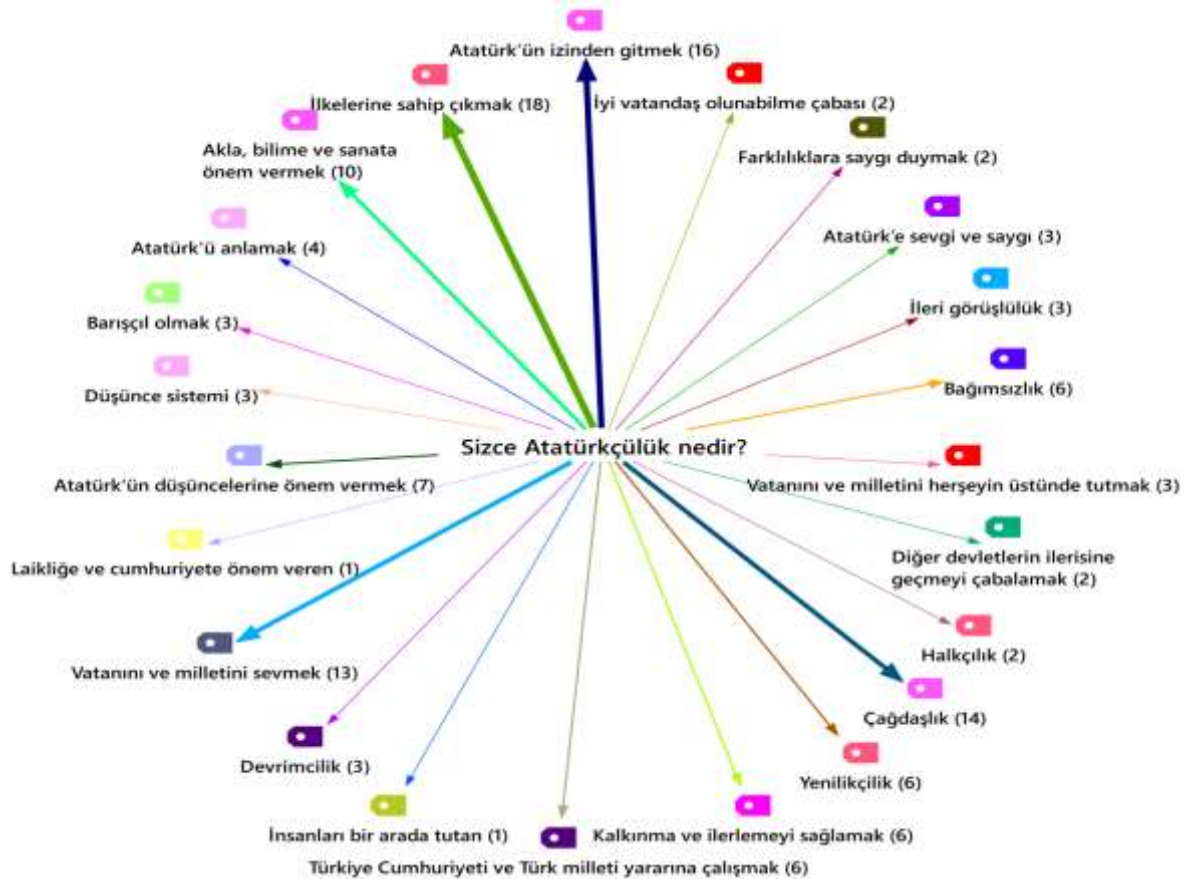 Atatürk'ün izinden gitmek (16)
İlkelerine sahip çıkmak (18)
İyi vatandaş olunabilme çabası (2)
Akla, bilime ve sanata
önem vermek (10)
Farklılıklara saygı duymak (2)
Atatürk'ü anlamak (4)
Atatürk'e sevgi ve saygı (3)
Barışçıl olmak (3)
İleri görüşlülük (3)
Düşünce sistemi (3)
Bağımsızlık (6)
Sizce Atatürkçülük nedir?
Atatürk'ün düşüncelerine önem vermek (7)
Vatanını ve milletini herşeyin üstünde tutmak (3)
Laikliğe ve cumhuriyete önem veren (1)
Diğer devletlerin ilerisine
geçmeyi çabalamak (2)
Halkçılık (2)
Vatanını ve milletini sevmek (13)
Çağdaşlık (14)
Devrimcilik (3)
Yenilikçilik (6)
İnsanları bir arada tutan (1)
Kalkınma ve ilerlemeyi sağlamak (6)
Türkiye Cumhuriyeti ve Türk milleti yararına çalışmak (6)